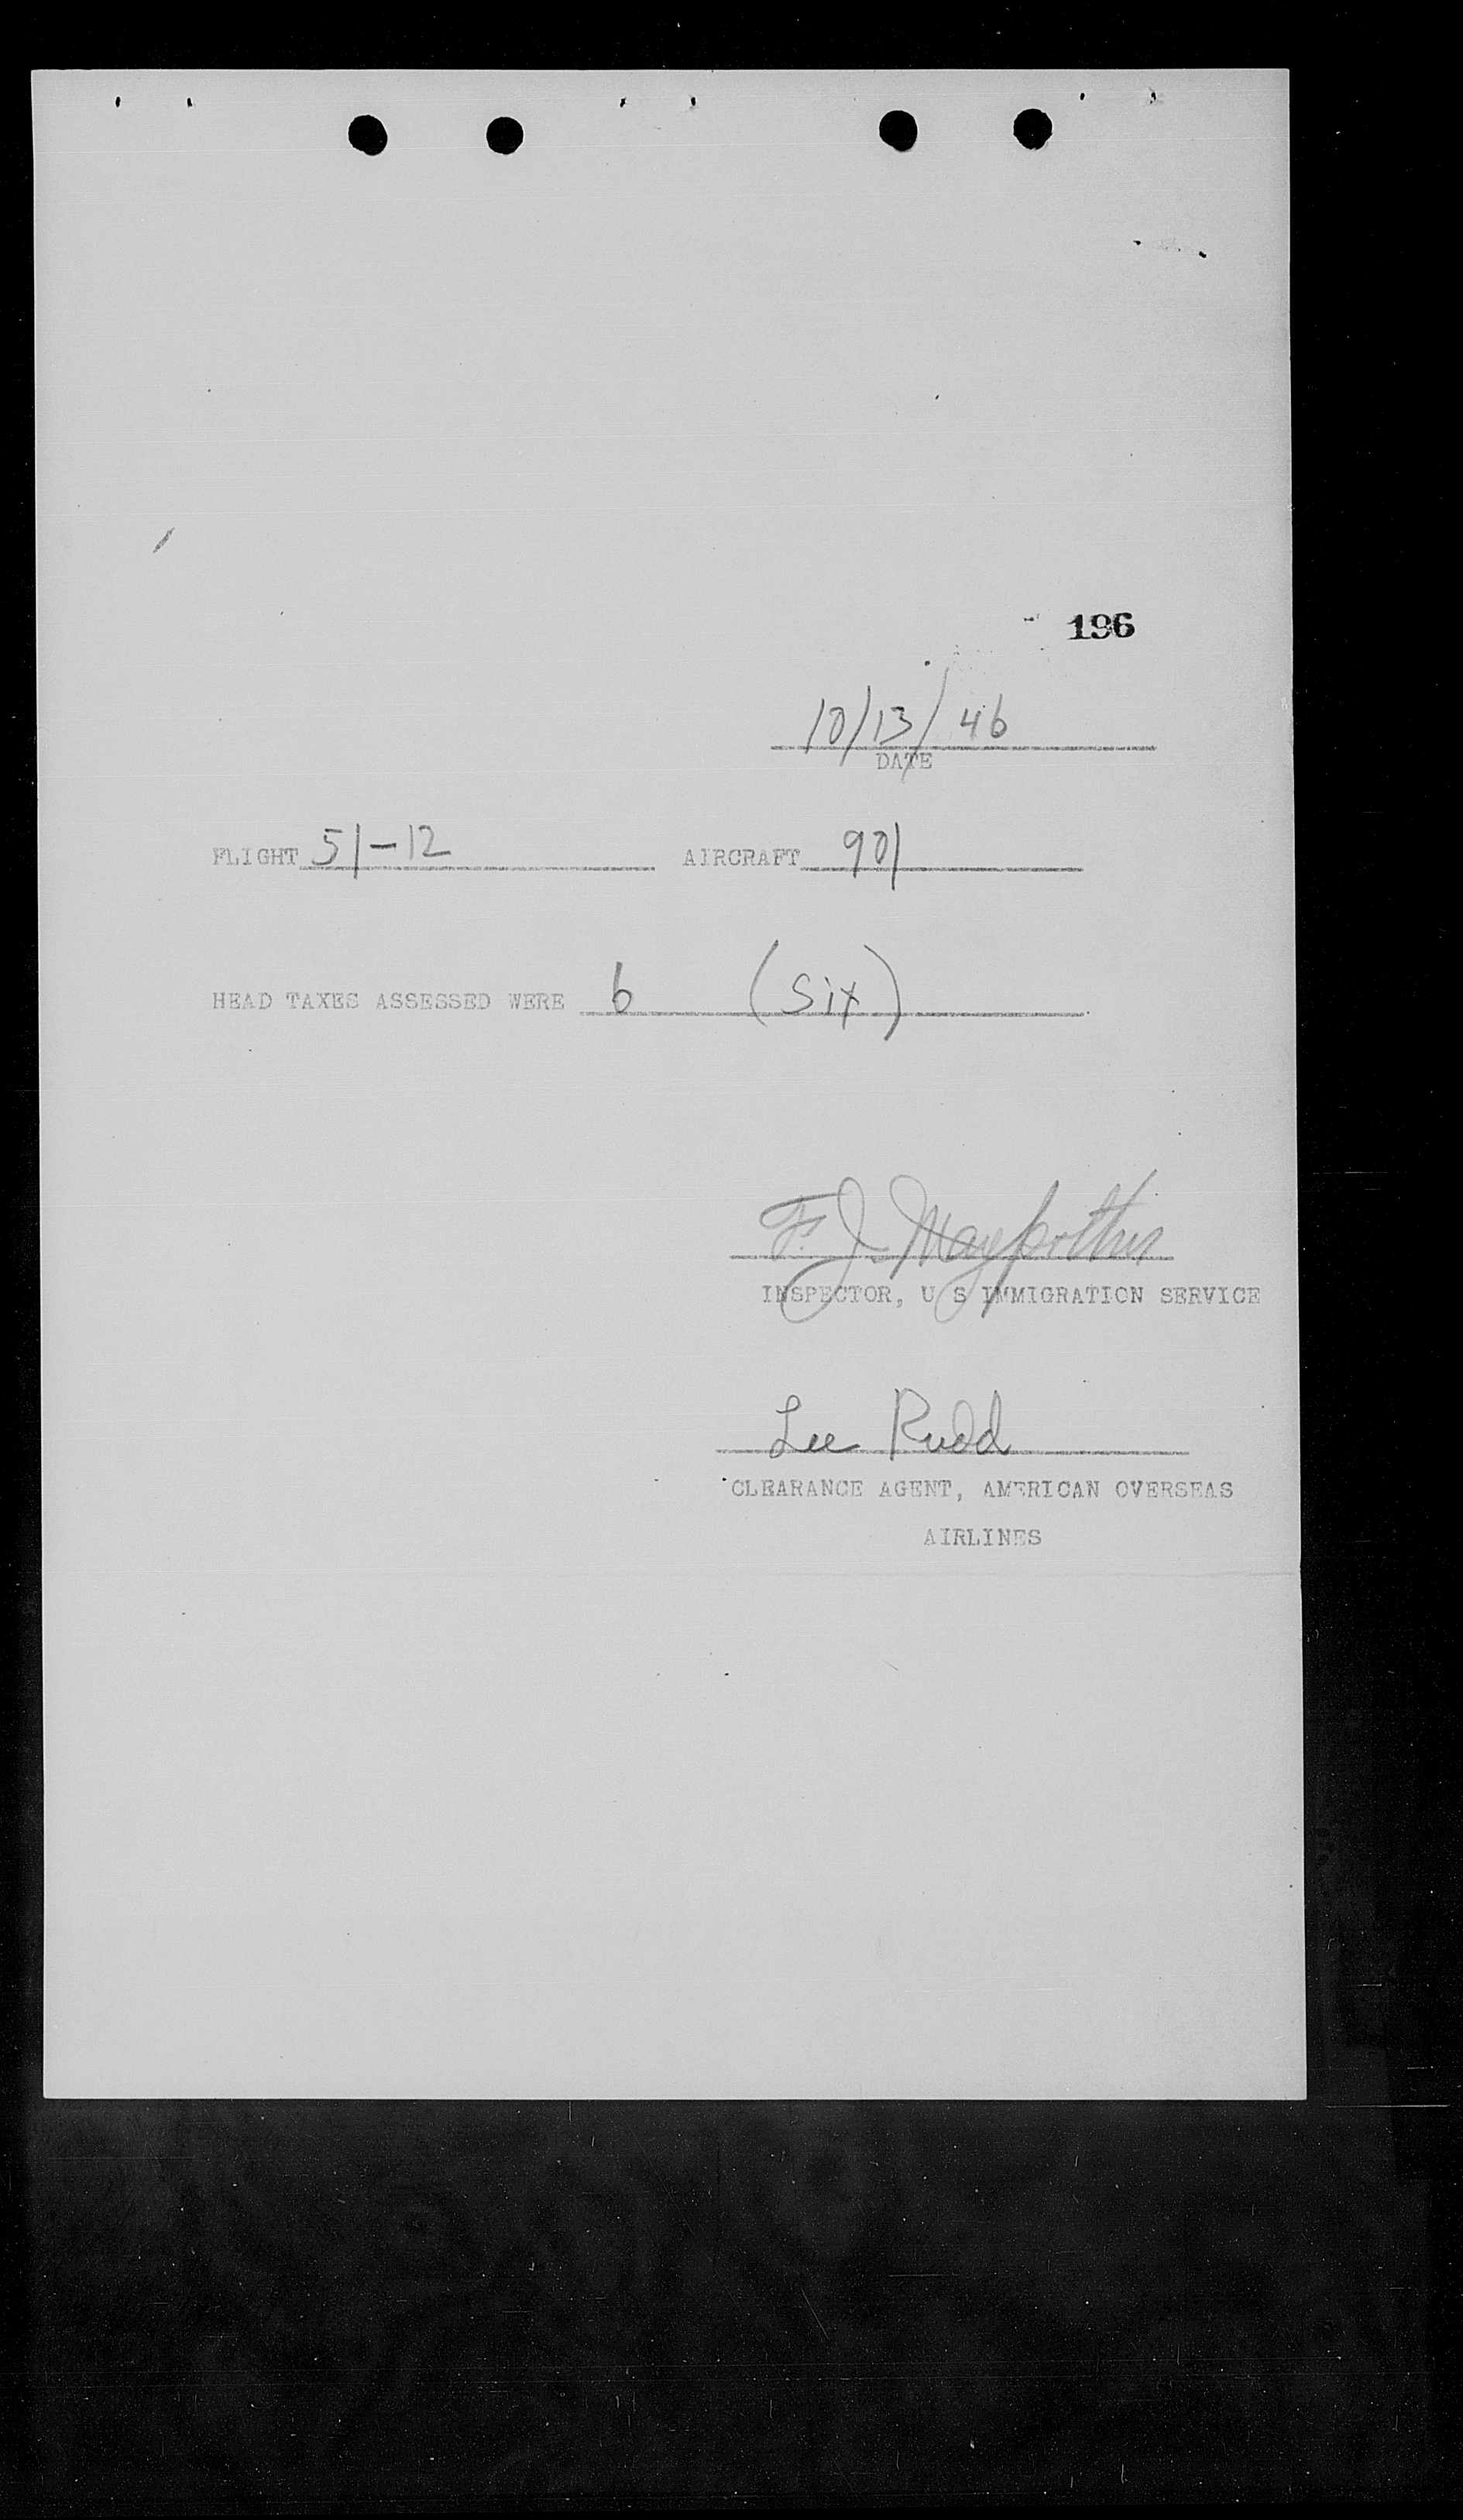 196
10/13/46
DATE
FLIGHT 51-12 AIRCRAFT 901
HEAD TAXES ASSESSED WERE 6 (Six).
F. J.
INSPECTOR, U S IMMIGRATION SERVICE
Lee Rudd
CLEARANCE AGENT, AMERICAN OVERSEAS
AIRLINES